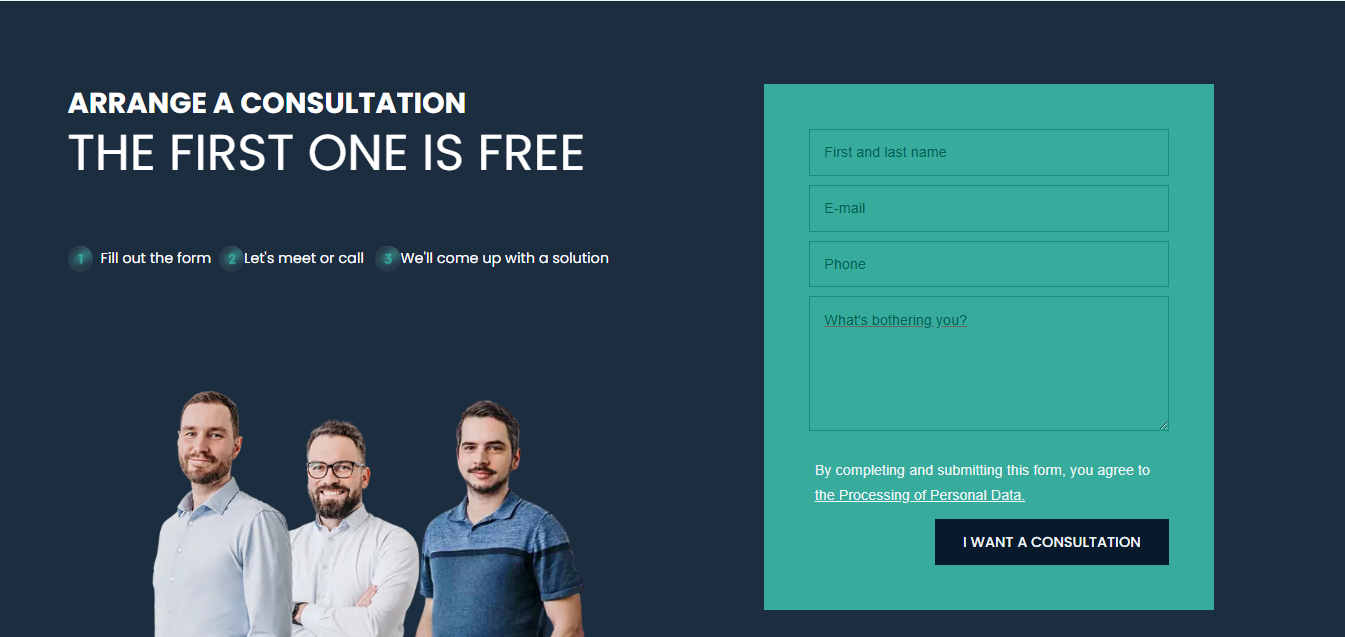 ARRANGE A CONSULTATION
THE FIRST ONE IS FREE
1 Fill out the form 2 Let's meet or call 3 We'll come up with a solution
First and last name
E-mail
Phone
What's bothering you?
By completing and submitting this form, you agree to
the Processing of Personal Data.
I WANT A CONSULTATION